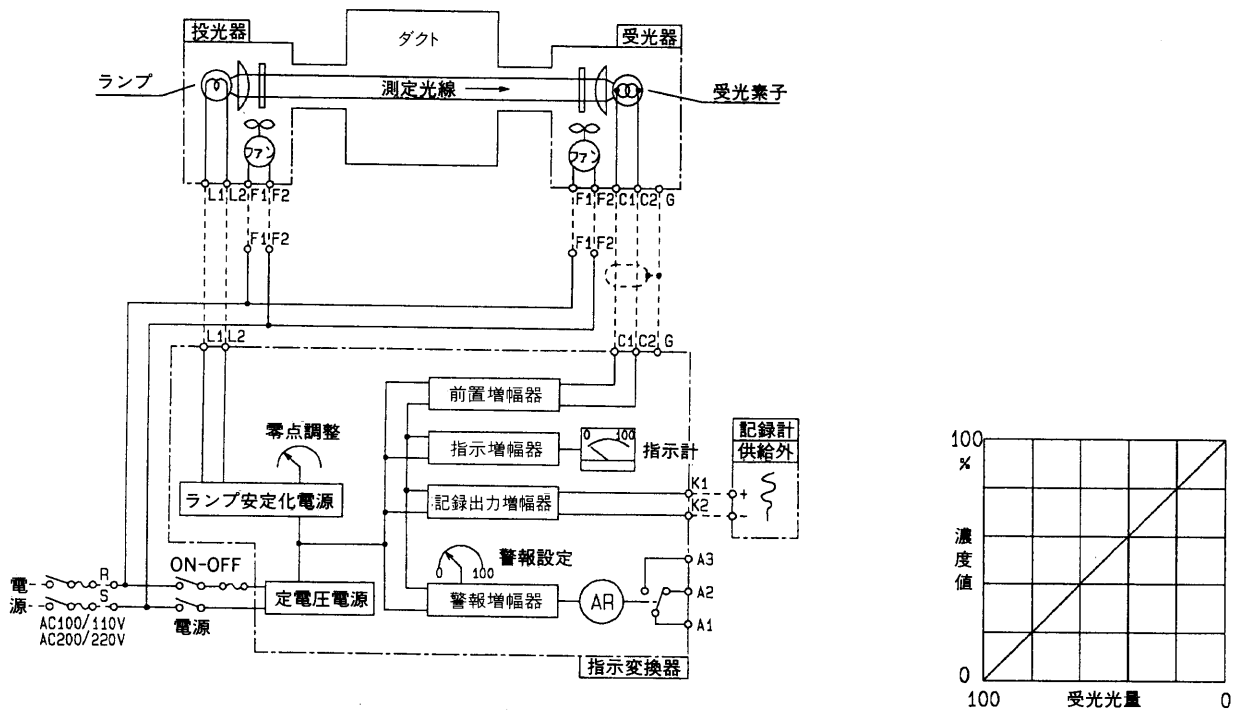 投光器
ダクト
受光器
ランプ
測定光線
受光素子
ファン
ファン
L1 L2 F1 F2
F1 F2 C1 C2 G
F1 F2
F1 F2
L1 L2
C1 C2 G
前置増幅器
零点調整
指示増幅器
0 100
指示計
記録計
供給外
ランプ安定化電源
記録出力増幅器
K1
+
K2
-
警報設定
0 100
ON-OFF
A3
電源
R
S
定電圧電源
警報増幅器
AR
A2
A1
AC100/110V
AC200/220V
電源
指示変換器
100
%
濃度値
0
100 受光光量 0